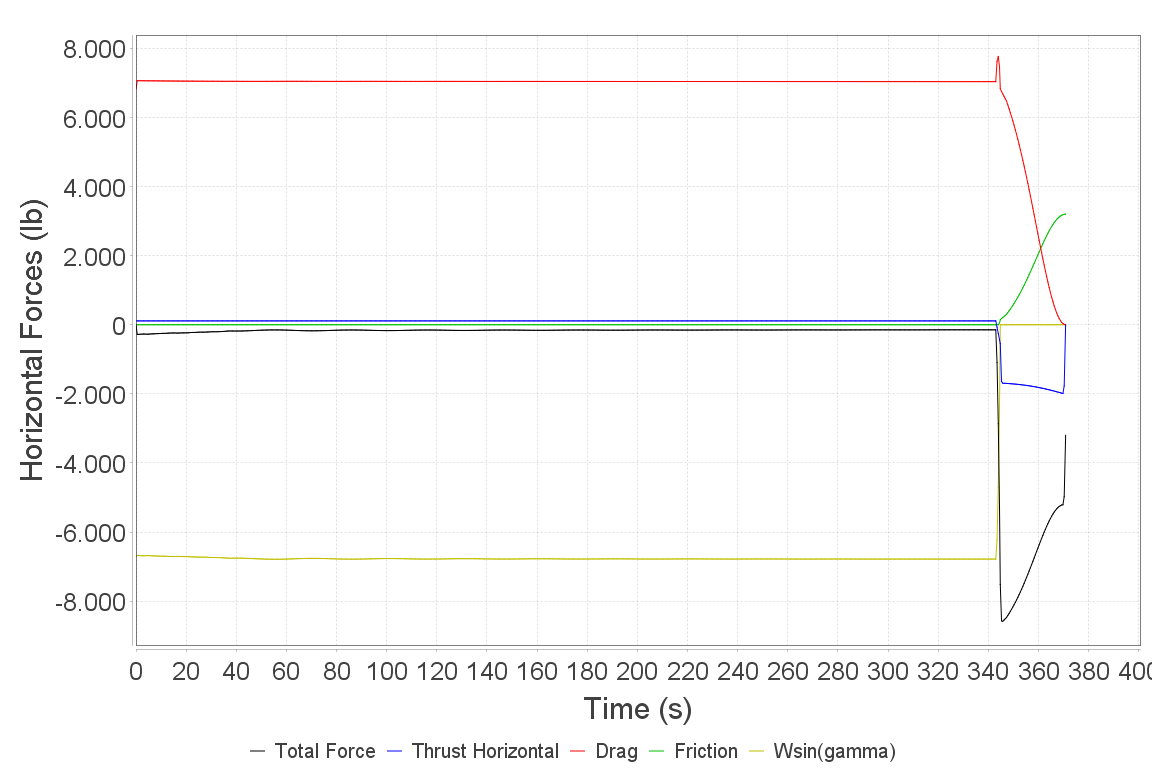 Horizontal Forces (lb)
8.000
6.000
4.000
2.000
0
-2.000
-4.000
-6.000
-8.000
0 20 40 60 80 100 120 140 160 180 200 220 240 260 280 300 320 340 360 380 400
Time (s)
Total Force Thrust Horizontal Drag Friction Wsin(gamma)